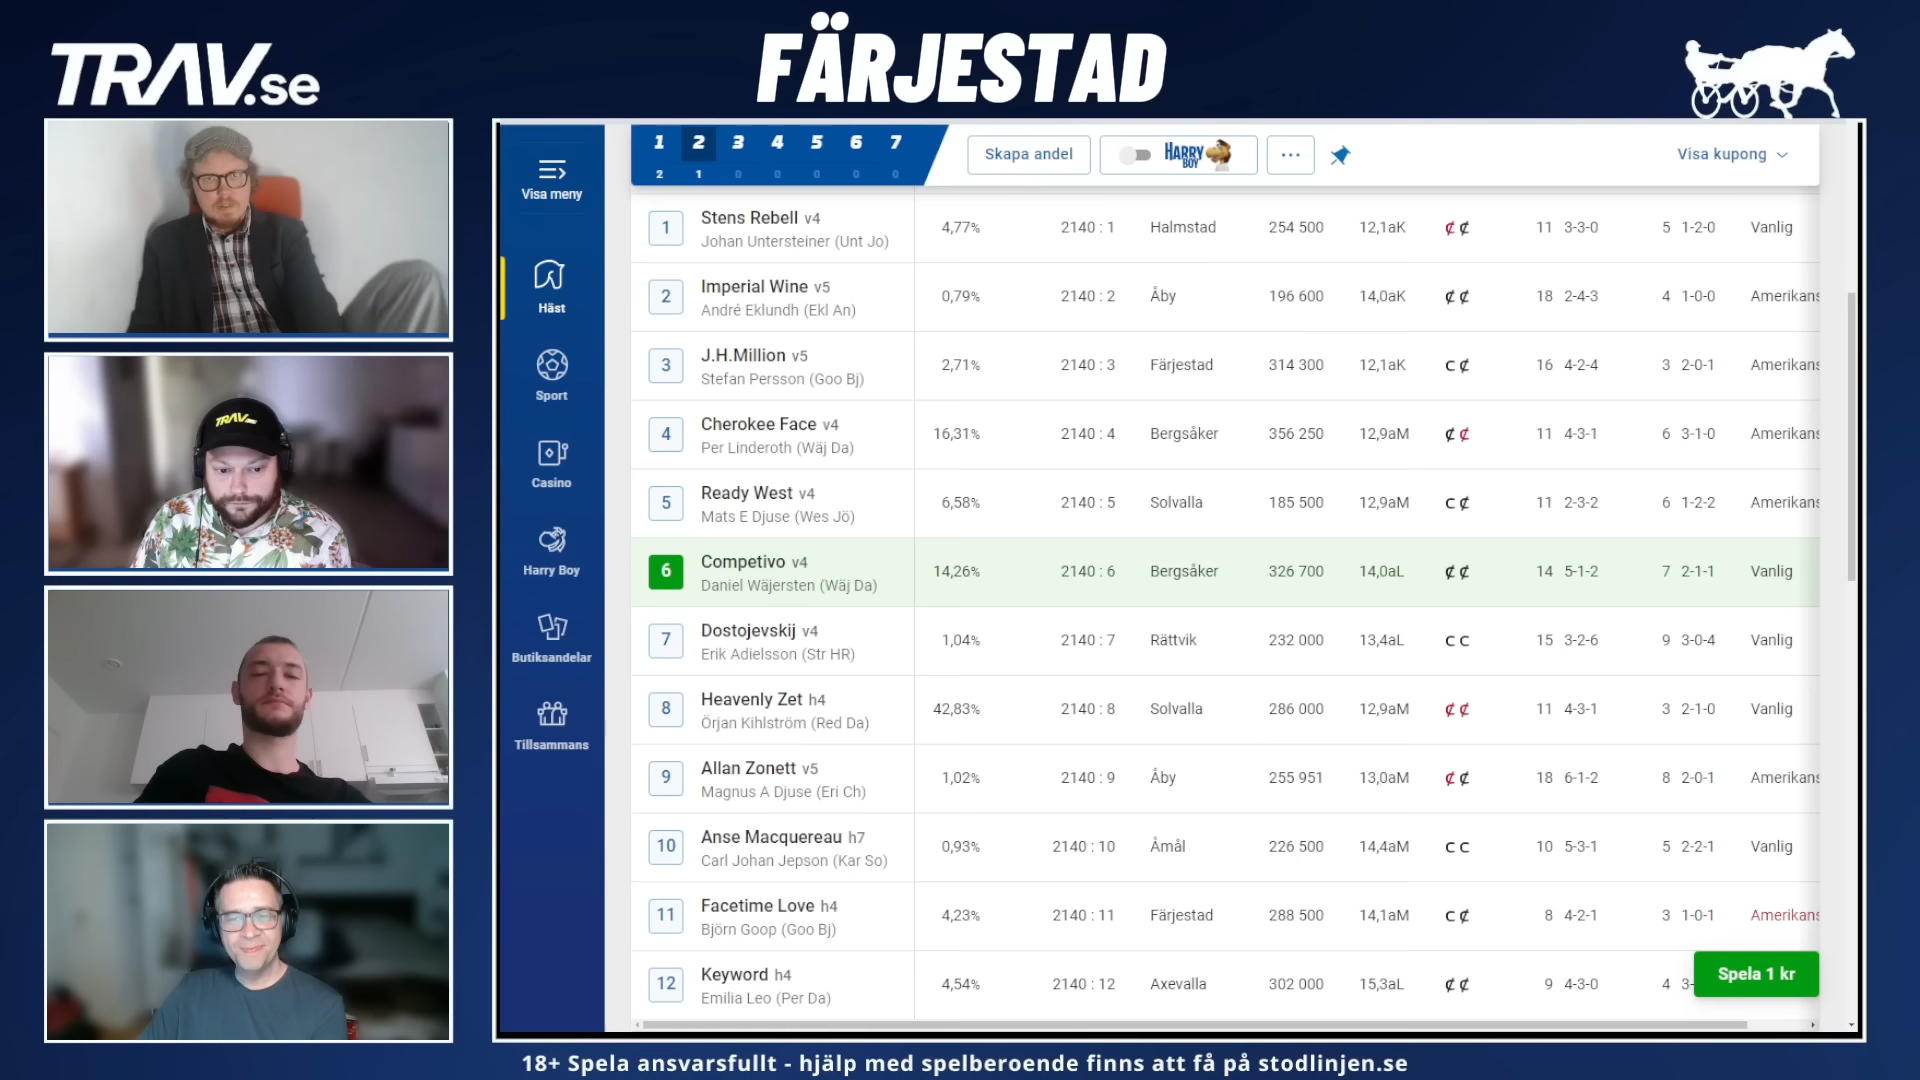 TRAV.se
FÄRJESTAD
TRAV.se
Visa meny
Häst
Sport
Casino
Harry Boy
Butiksandelar
Tillsammans
1 2 3 4 5 6 7
2 1 0 0 0 0 0
Skapa andel
HARRY BOY
...
Visa kupong
1 Stens Rebell v4 4,77% 2140 : 1 Halmstad 254 500 12,1aK ₵ ₵ 11 3-3-0 5 1-2-0 Vanlig
Johan Untersteiner (Unt Jo)
2 Imperial Wine v5 0,79% 2140 : 2 Åby 196 600 14,0aK ₵ ₵ 18 2-4-3 4 1-0-0 Amerikans
André Eklundh (Ekl An)
3 J.H.Million v5 2,71% 2140 : 3 Färjestad 314 300 12,1aK C ₵ 16 4-2-4 3 2-0-1 Amerikans
Stefan Persson (Goo Bj)
4 Cherokee Face v4 16,31% 2140 : 4 Bergsåker 356 250 12,9aM ₵ ₵ 11 4-3-1 6 3-1-0 Amerikans
Per Linderoth (Wäj Da)
5 Ready West v4 6,58% 2140 : 5 Solvalla 185 500 12,9aM C ₵ 11 2-3-2 6 1-2-2 Amerikans
Mats E Djuse (Wes Jö)
6 Competivo v4 14,26% 2140 : 6 Bergsåker 326 700 14,0aL ₵ ₵ 14 5-1-2 7 2-1-1 Vanlig
Daniel Wäjersten (Wäj Da)
7 Dostojevskij v4 1,04% 2140 : 7 Rättvik 232 000 13,4aL C C 15 3-2-6 9 3-0-4 Vanlig
Erik Adielsson (Str HR)
8 Heavenly Zet h4 42,83% 2140 : 8 Solvalla 286 000 12,9aM ₵ ₵ 11 4-3-1 3 2-1-0 Vanlig
Örjan Kihlström (Red Da)
9 Allan Zonett v5 1,02% 2140 : 9 Åby 255 951 13,0aM ₵ ₵ 18 6-1-2 8 2-0-1 Amerikans
Magnus A Djuse (Eri Ch)
10 Anse Macquereau h7 0,93% 2140 : 10 Åmål 226 500 14,4aM C C 10 5-3-1 5 2-2-1 Vanlig
Carl Johan Jepson (Kar So)
11 Facetime Love h4 4,23% 2140 : 11 Färjestad 288 500 14,1aM C ₵ 8 4-2-1 3 1-0-1 Amerikans
Björn Goop (Goo Bj)
12 Keyword h4 4,54% 2140 : 12 Axevalla 302 000 15,3aL ₵ ₵ 9 4-3-0 4 3-
Emilia Leo (Per Da)
Spela 1 kr
18+ Spela ansvarsfullt - hjälp med spelberoende finns att få på stodlinjen.se